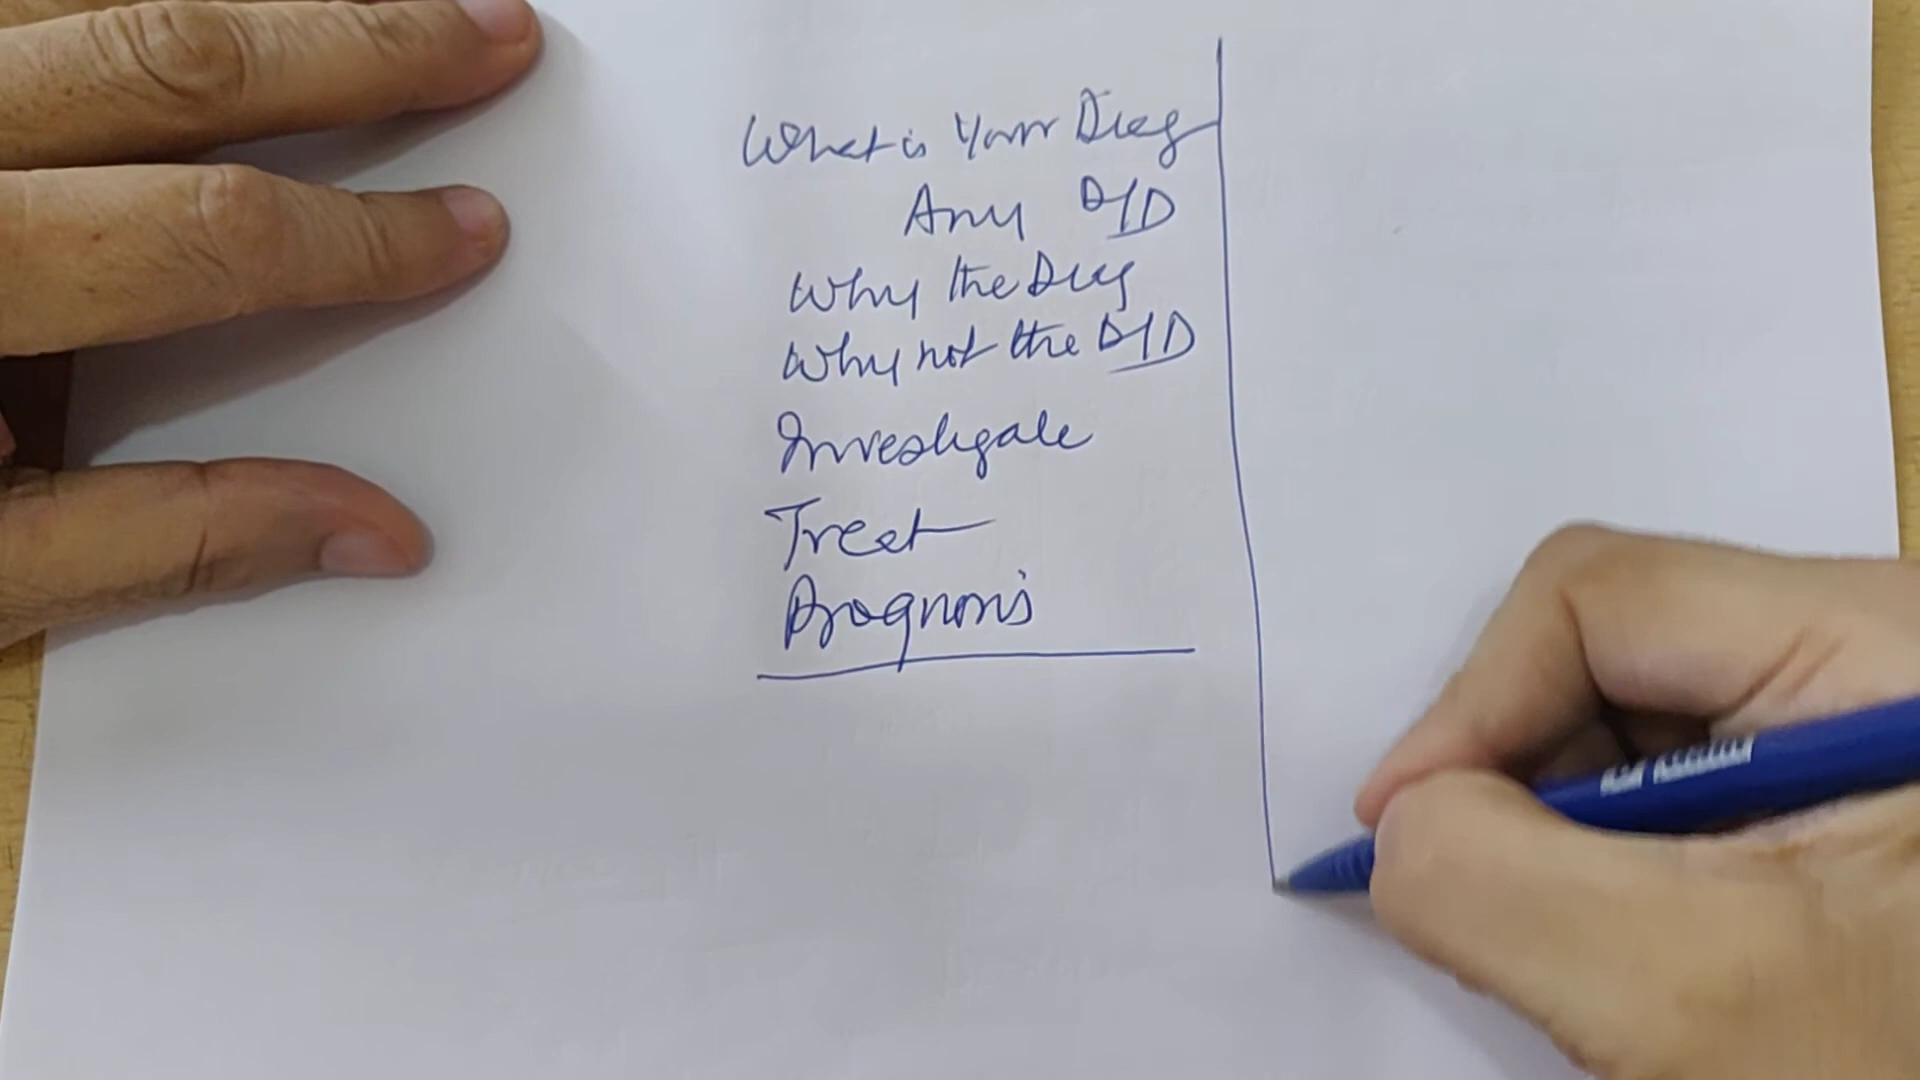 What is Your Diag
Any D/D
Why the Diag
Why not the D/D
Investigate
Treat
Prognosis